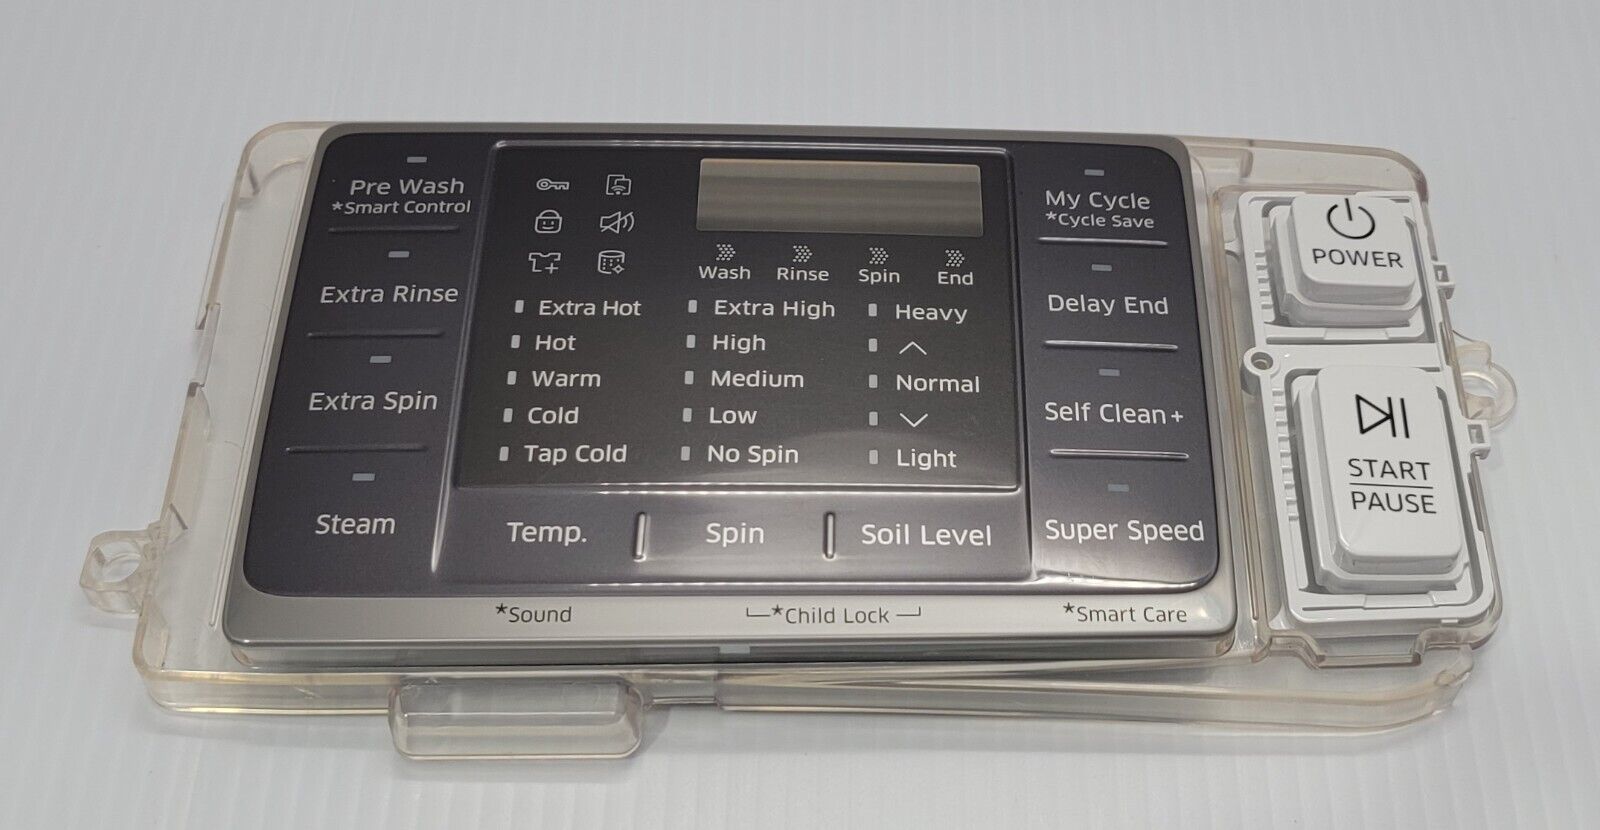 Pre Wash
*Smart Control
Extra Rinse
Extra Spin
Steam
Wash Rinse Spin End
Extra Hot
Hot
Warm
Cold
Tap Cold
Extra High
High
Medium
Low
No Spin
Heavy
Normal
Light
Temp.
Spin
Soil Level
My Cycle
*Cycle Save
Delay End
Self Clean+
Super Speed
*Sound
*Child Lock
*Smart Care
POWER
START
PAUSE